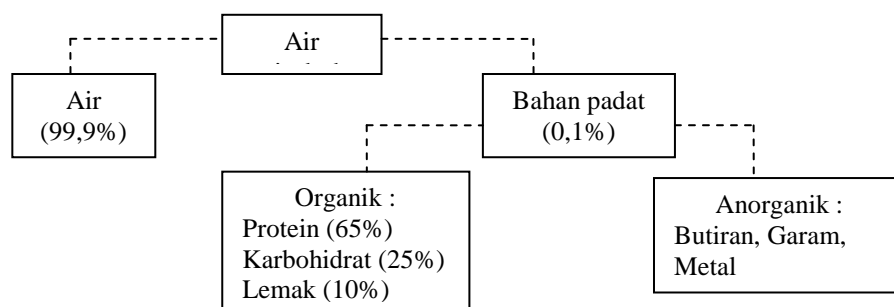 Air
Air
(99,9%)
Bahan padat
(0,1%)
Organik :
Protein (65%)
Karbohidrat (25%)
Lemak (10%)
Anorganik :
Butiran, Garam,
Metal